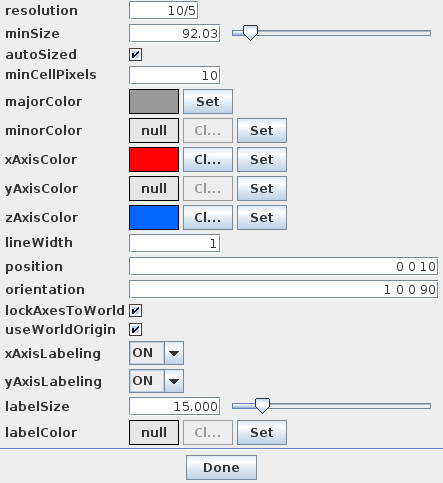 resolution 10/5
minSize 92.03
autoSized
minCellPixels 10
majorColor Set
minorColor null Cl... Set
xAxisColor Cl... Set
yAxisColor null Cl... Set
zAxisColor Cl... Set
lineWidth 1
position 0 0 10
orientation 1 0 0 90
lockAxesToWorld
useWorldOrigin
xAxisLabeling ON
yAxisLabeling ON
labelSize 15.000
labelColor null Cl... Set
Done